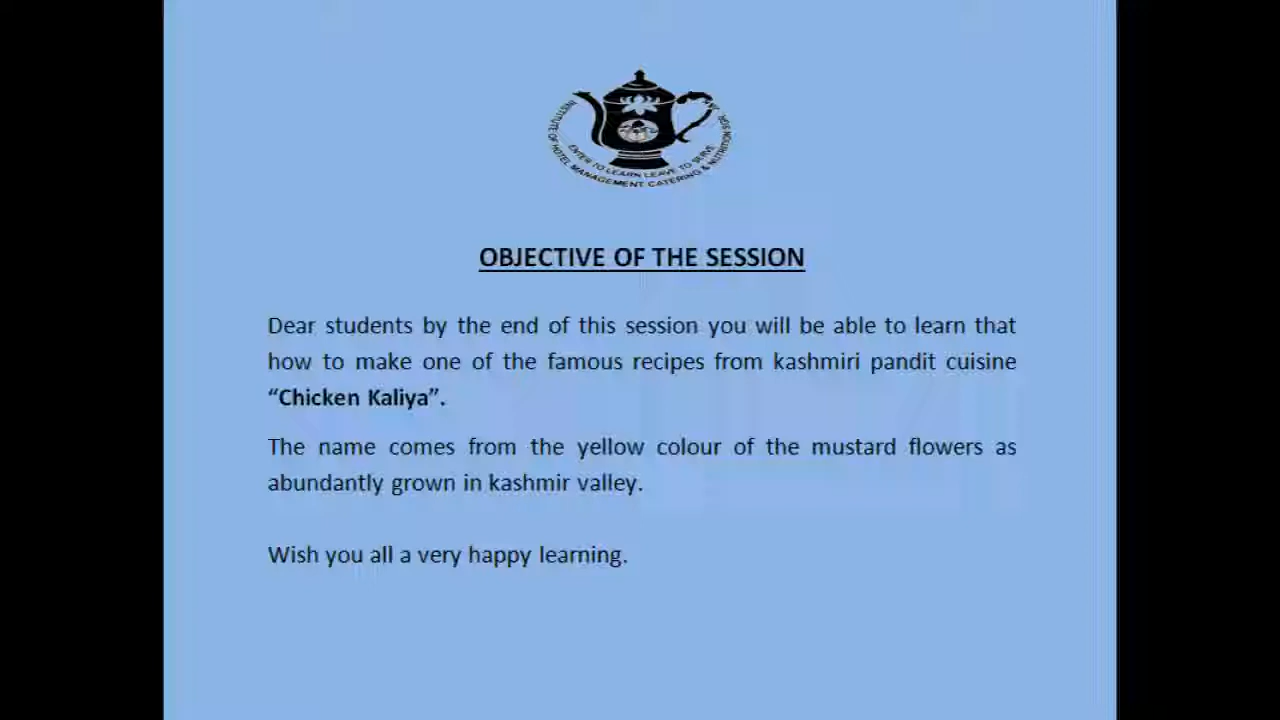 ENTER TO LEARN LEAVE TO SERVE
INSTITUTE OF HOTEL MANAGEMENT CATERING & NUTRITION SGR
OBJECTIVE OF THE SESSION
Dear students by the end of this session you will be able to learn that
how to make one of the famous recipes from kashmiri pandit cuisine
“Chicken Kaliya”.
The name comes from the yellow colour of the mustard flowers as
abundantly grown in kashmir valley.
Wish you all a very happy learning.